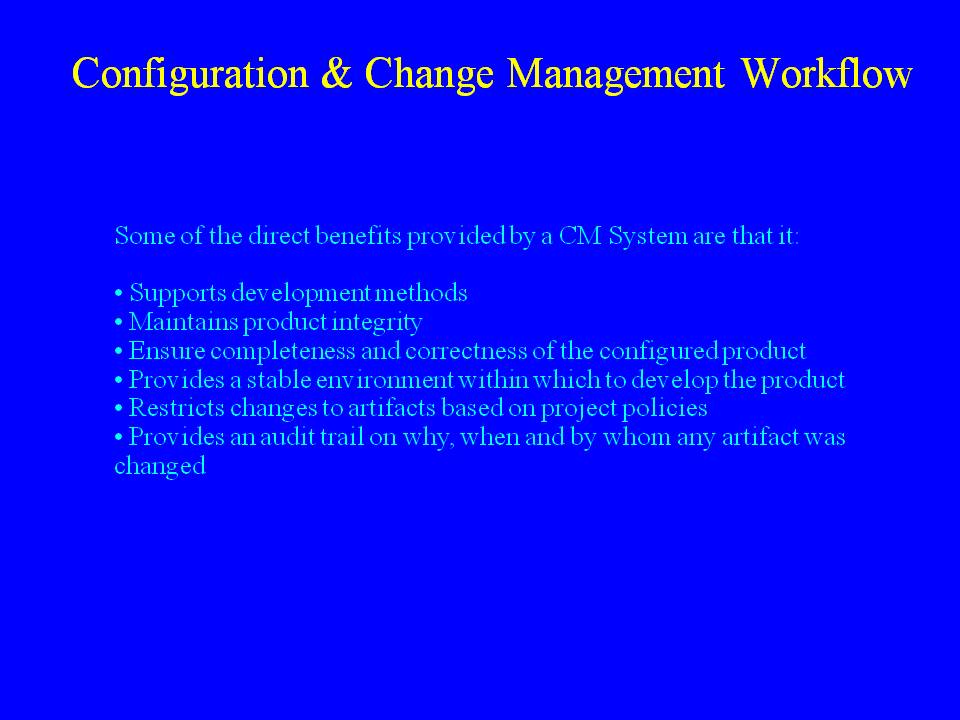 Configuration & Change Management Workflow
Some of the direct benefits provided by a CM System are that it:
• Supports development methods
• Maintains product integrity
• Ensure completeness and correctness of the configured product
• Provides a stable environment within which to develop the product
• Restricts changes to artifacts based on project policies
• Provides an audit trail on why, when and by whom any artifact was
changed